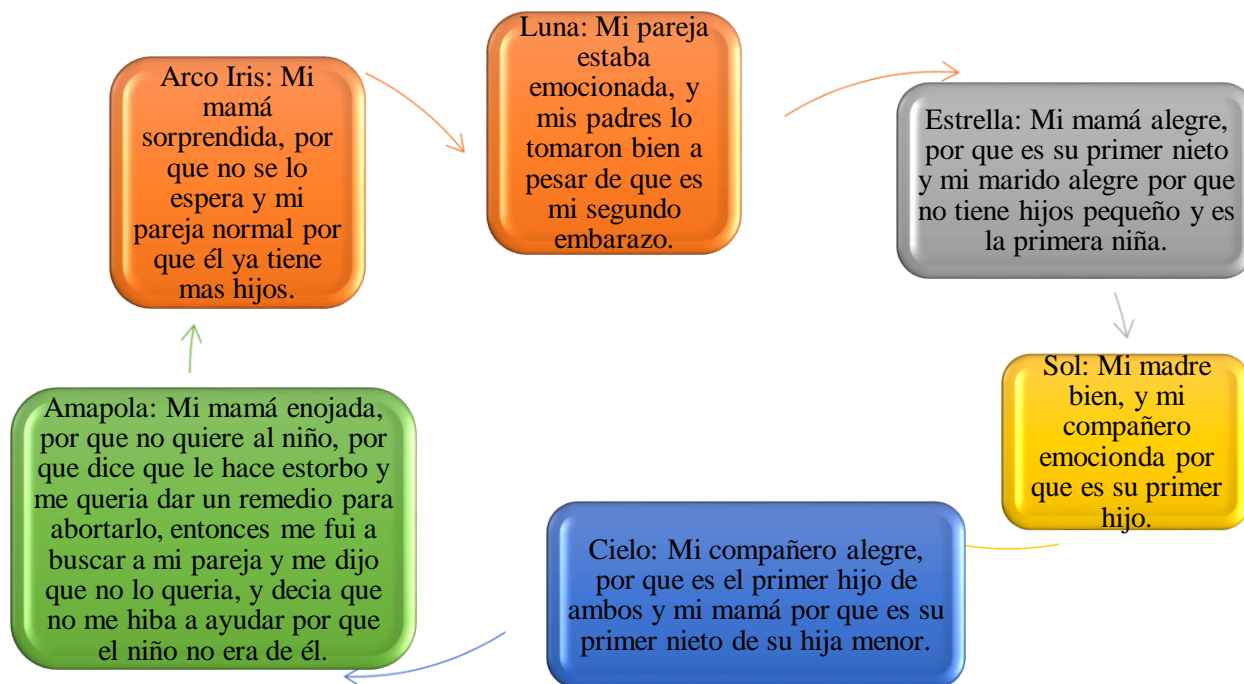 Luna: Mi pareja
estaba
emocionada, y
mis padres lo
tomaron bien a
pesar de que es
mi segundo
embarazo.
Estrella: Mi mamá alegre,
por que es su primer nieto
y mi marido alegre por que
no tiene hijos pequeño y es
la primera niña.
Sol: Mi madre
bien, y mi
compañero
emocionda por
que es su primer
hijo.
Cielo: Mi compañero alegre,
por que es el primer hijo de
ambos y mi mamá por que es su
primer nieto de su hija menor.
Amapola: Mi mamá enojada,
por que no quiere al niño, por
que dice que le hace estorbo y
me queria dar un remedio para
abortarlo, entonces me fui a
buscar a mi pareja y me dijo
que no lo queria, y decia que
no me hiba a ayudar por que
el niño no era de él.
Arco Iris: Mi
mamá
sorprendida, por
que no se lo
espera y mi
pareja normal por
que él ya tiene
mas hijos.